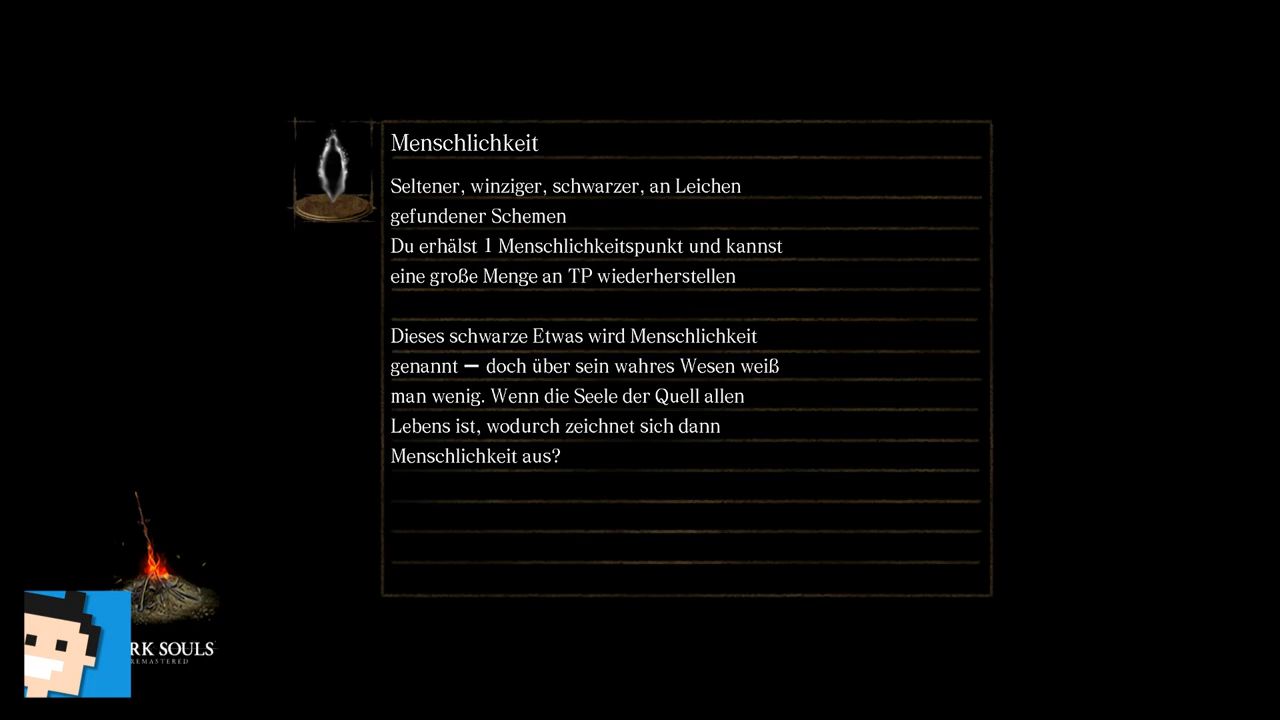 Menschlichkeit
Seltener, winziger, schwarzer, an Leichen
gefundener Schemen
Du erhälst 1 Menschlichkeitspunkt und kannst
eine große Menge an TP wiederherstellen
Dieses schwarze Etwas wird Menschlichkeit
genannt — doch über sein wahres Wesen weiß
man wenig. Wenn die Seele der Quell allen
Lebens ist, wodurch zeichnet sich dann
Menschlichkeit aus?
RK SOULS
REMASTERED